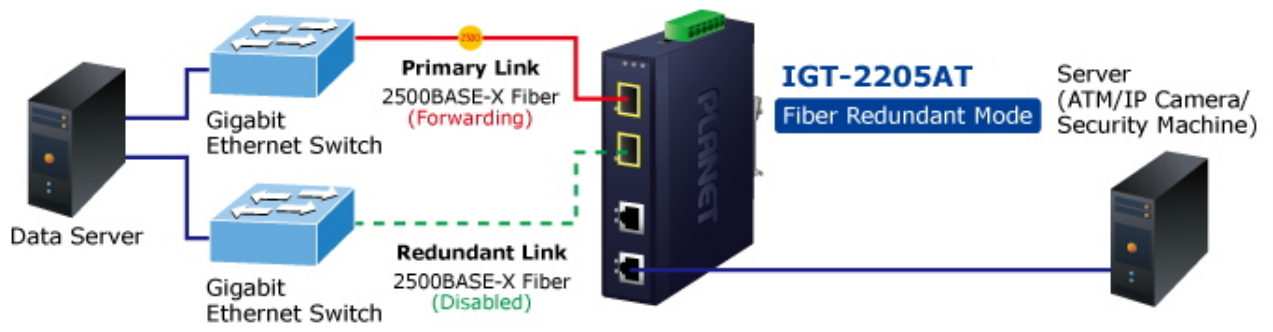 2500
Primary Link
2500BASE-X Fiber
(Forwarding)
Gigabit
Ethernet Switch
Data Server
Gigabit
Ethernet Switch
Redundant Link
2500BASE-X Fiber
(Disabled)
PLANET
IGT-2205AT
Fiber Redundant Mode
Server
(ATM/IP Camera/
Security Machine)